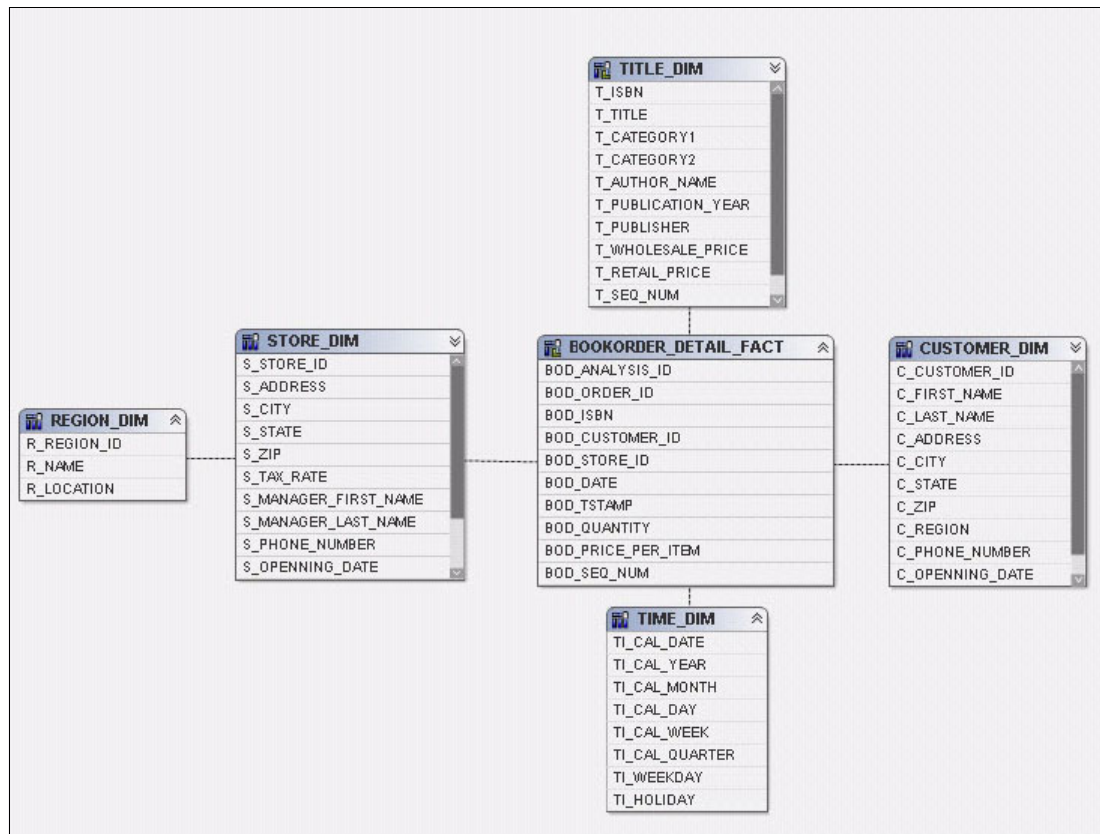 TITLE_DIM
T_ISBN
T_TITLE
T_CATEGORY1
T_CATEGORY2
T_AUTHOR_NAME
T_PUBLICATION_YEAR
T_PUBLISHER
T_WHOLESALE_PRICE
T_RETAIL_PRICE
T_SEQ_NUM
REGION_DIM
R_REGION_ID
R_NAME
R_LOCATION
STORE_DIM
S_STORE_ID
S_ADDRESS
S_CITY
S_STATE
S_ZIP
S_TAX_RATE
S_MANAGER_FIRST_NAME
S_MANAGER_LAST_NAME
S_PHONE_NUMBER
S_OPENNING_DATE
BOOKORDER_DETAIL_FACT
BOD_ANALYSIS_ID
BOD_ORDER_ID
BOD_ISBN
BOD_CUSTOMER_ID
BOD_STORE_ID
BOD_DATE
BOD_TSTAMP
BOD_QUANTITY
BOD_PRICE_PER_ITEM
BOD_SEQ_NUM
CUSTOMER_DIM
C_CUSTOMER_ID
C_FIRST_NAME
C_LAST_NAME
C_ADDRESS
C_CITY
C_STATE
C_ZIP
C_REGION
C_PHONE_NUMBER
C_OPENNING_DATE
TIME_DIM
TI_CAL_DATE
TI_CAL_YEAR
TI_CAL_MONTH
TI_CAL_DAY
TI_CAL_WEEK
TI_CAL_QUARTER
TI_WEEKDAY
TI_HOLIDAY